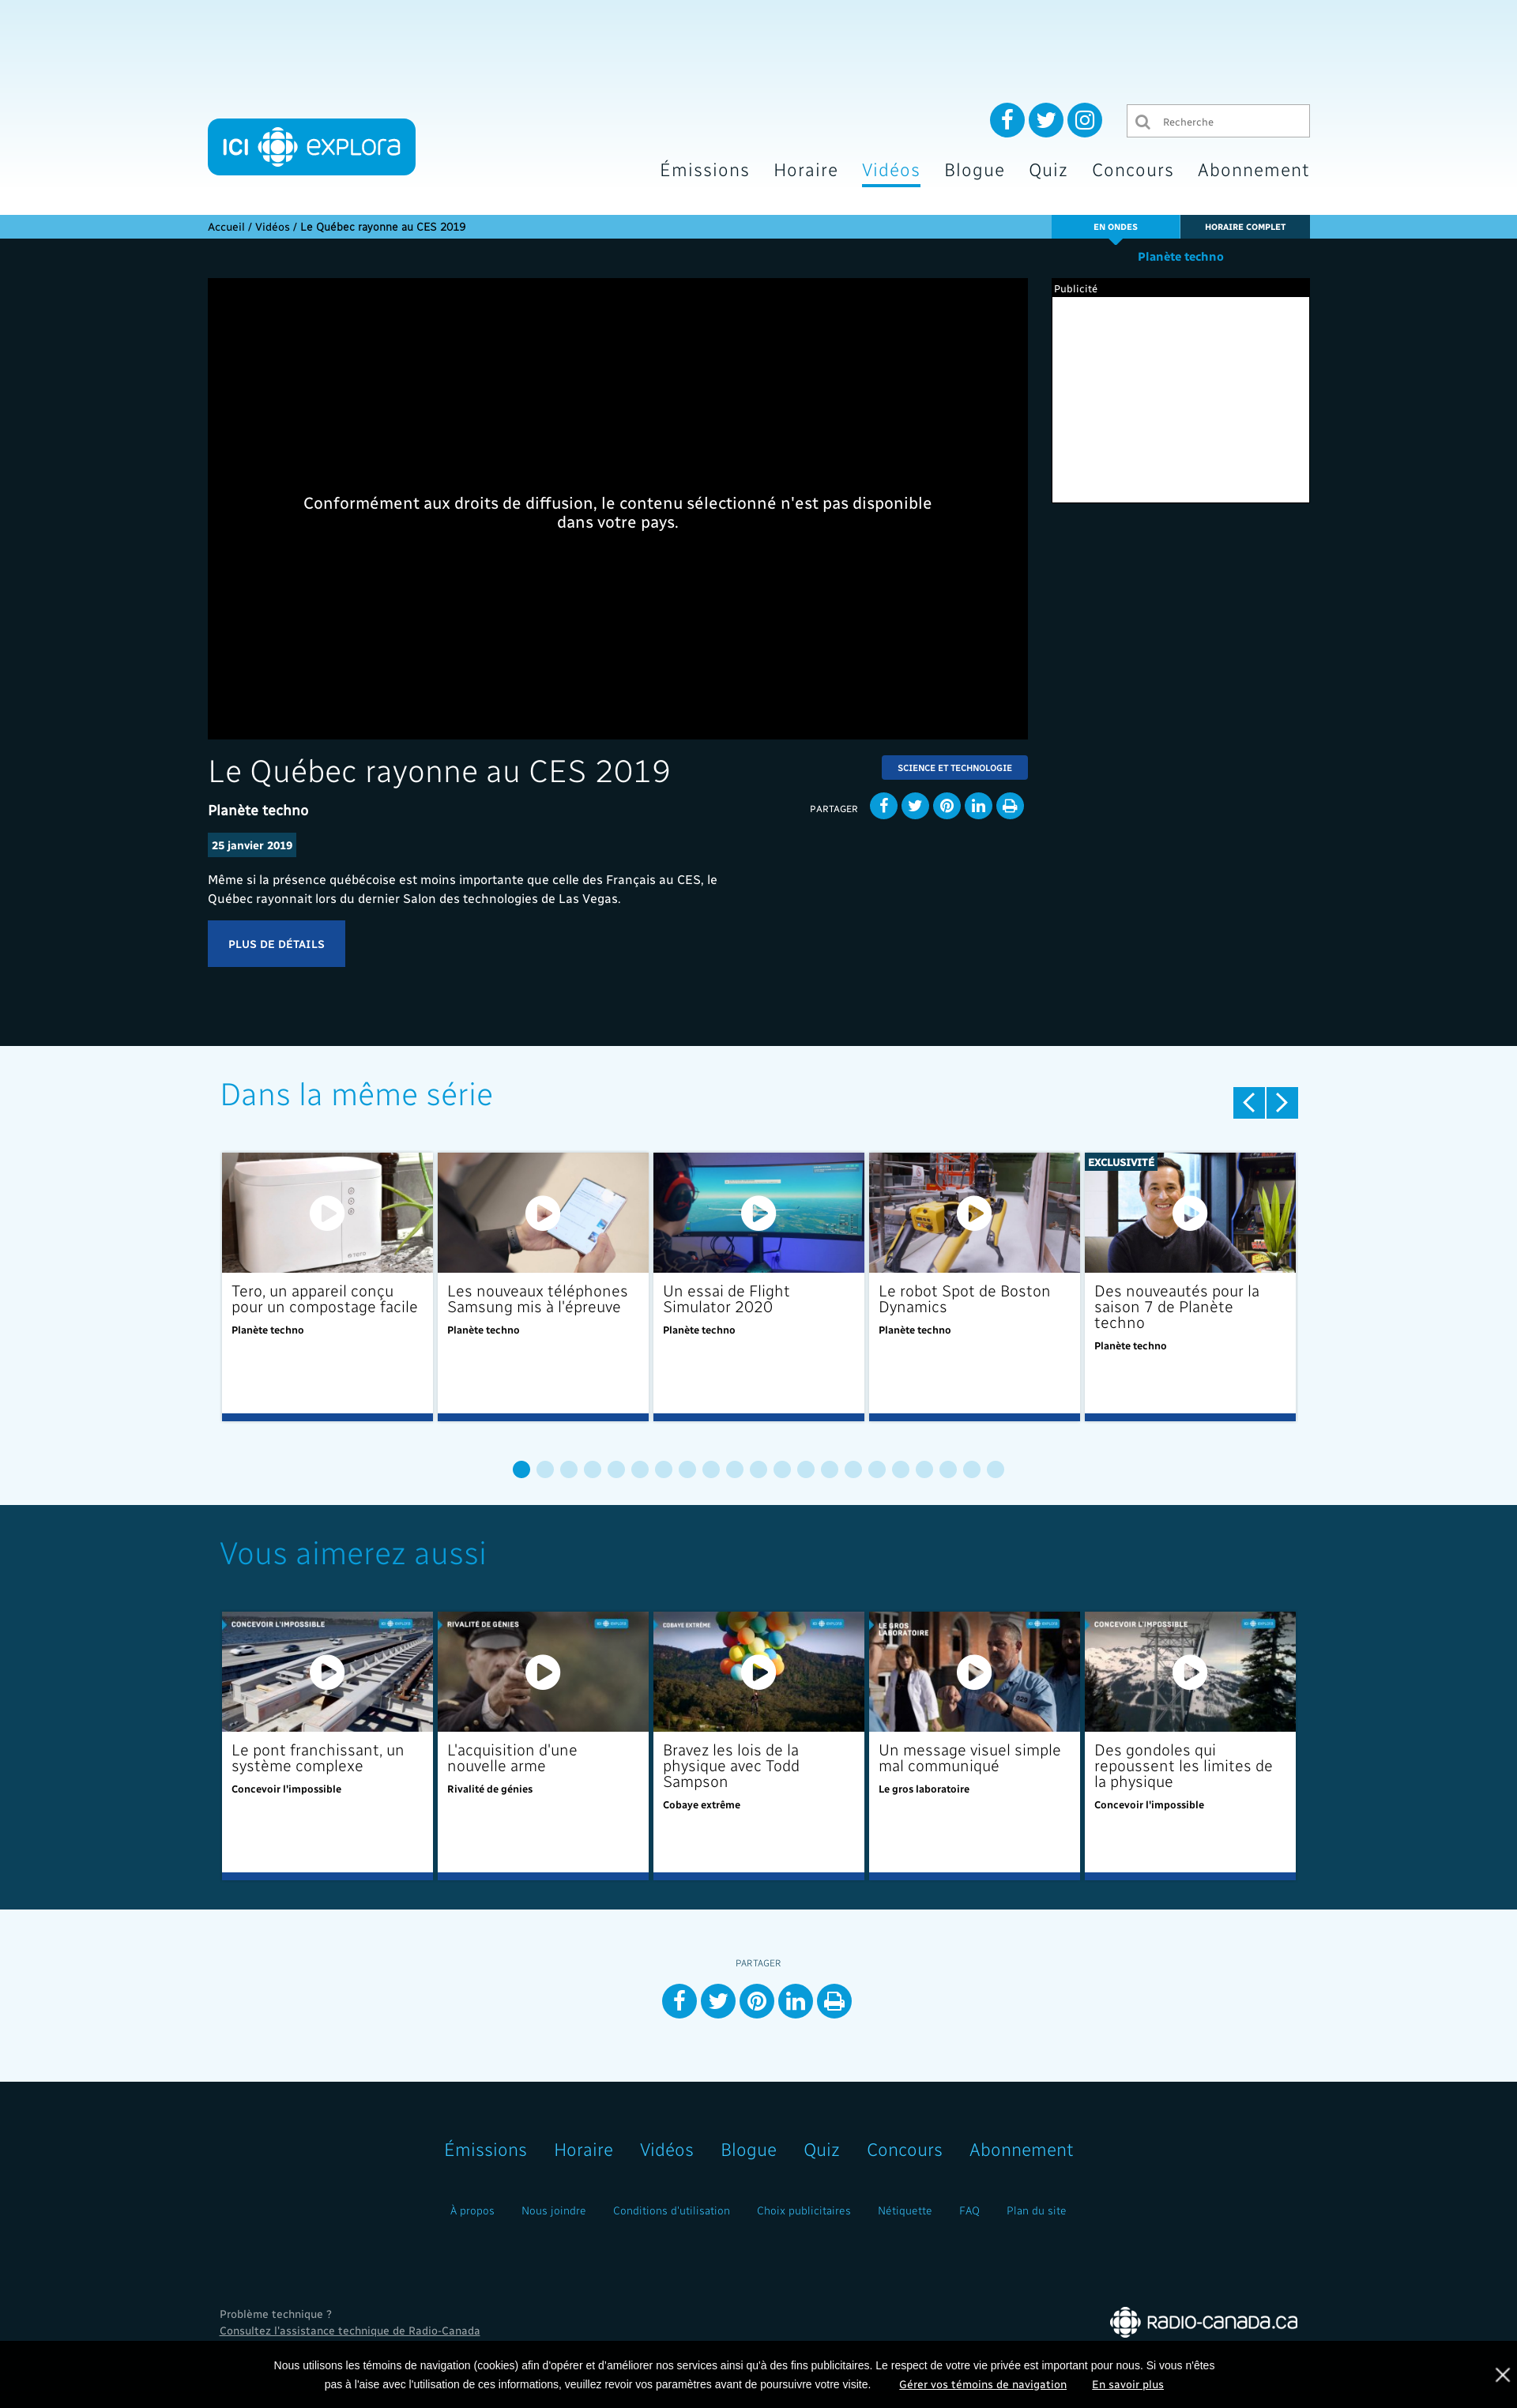 ICI explora
Recherche
Émissions Horaire Vidéos Blogue Quiz Concours Abonnement
Accueil / Vidéos / Le Québec rayonne au CES 2019
EN ONDES
HORAIRE COMPLET
Planète techno
Publicité
Conformément aux droits de diffusion, le contenu sélectionné n'est pas disponible
dans votre pays.
Le Québec rayonne au CES 2019
SCIENCE ET TECHNOLOGIE
Planète techno
PARTAGER
25 janvier 2019
Même si la présence québécoise est moins importante que celle des Français au CES, le
Québec rayonnait lors du dernier Salon des technologies de Las Vegas.
PLUS DE DÉTAILS
Dans la même série
TERO
Tero, un appareil conçu
pour un compostage facile
Planète techno
Les nouveaux téléphones
Samsung mis à l'épreuve
Planète techno
Un essai de Flight
Simulator 2020
Planète techno
Le robot Spot de Boston
Dynamics
Planète techno
EXCLUSIVITÉ
Des nouveautés pour la
saison 7 de Planète
techno
Planète techno
Vous aimerez aussi
CONCEVOIR L'IMPOSSIBLE
ICI EXPLORA
Le pont franchissant, un
système complexe
Concevoir l'impossible
RIVALITÉ DE GÉNIES
ICI EXPLORA
L'acquisition d'une
nouvelle arme
Rivalité de génies
COBAYE EXTRÊME
ICI EXPLORA
Bravez les lois de la
physique avec Todd
Sampson
Cobaye extrême
LE GROS
LABORATOIRE
ICI EXPLORA
Un message visuel simple
mal communiqué
Le gros laboratoire
CONCEVOIR L'IMPOSSIBLE
ICI EXPLORA
Des gondoles qui
repoussent les limites de
la physique
Concevoir l'impossible
PARTAGER
Émissions Horaire Vidéos Blogue Quiz Concours Abonnement
À propos Nous joindre Conditions d'utilisation Choix publicitaires Nétiquette FAQ Plan du site
Problème technique ?
Consultez l'assistance technique de Radio-Canada
RADIO-CANADA.CA
Nous utilisons les témoins de navigation (cookies) afin d'opérer et d'améliorer nos services ainsi qu'à des fins publicitaires. Le respect de votre vie privée est important pour nous. Si vous n'êtes
pas à l'aise avec l'utilisation de ces informations, veuillez revoir vos paramètres avant de poursuivre votre visite. Gérer vos témoins de navigation En savoir plus